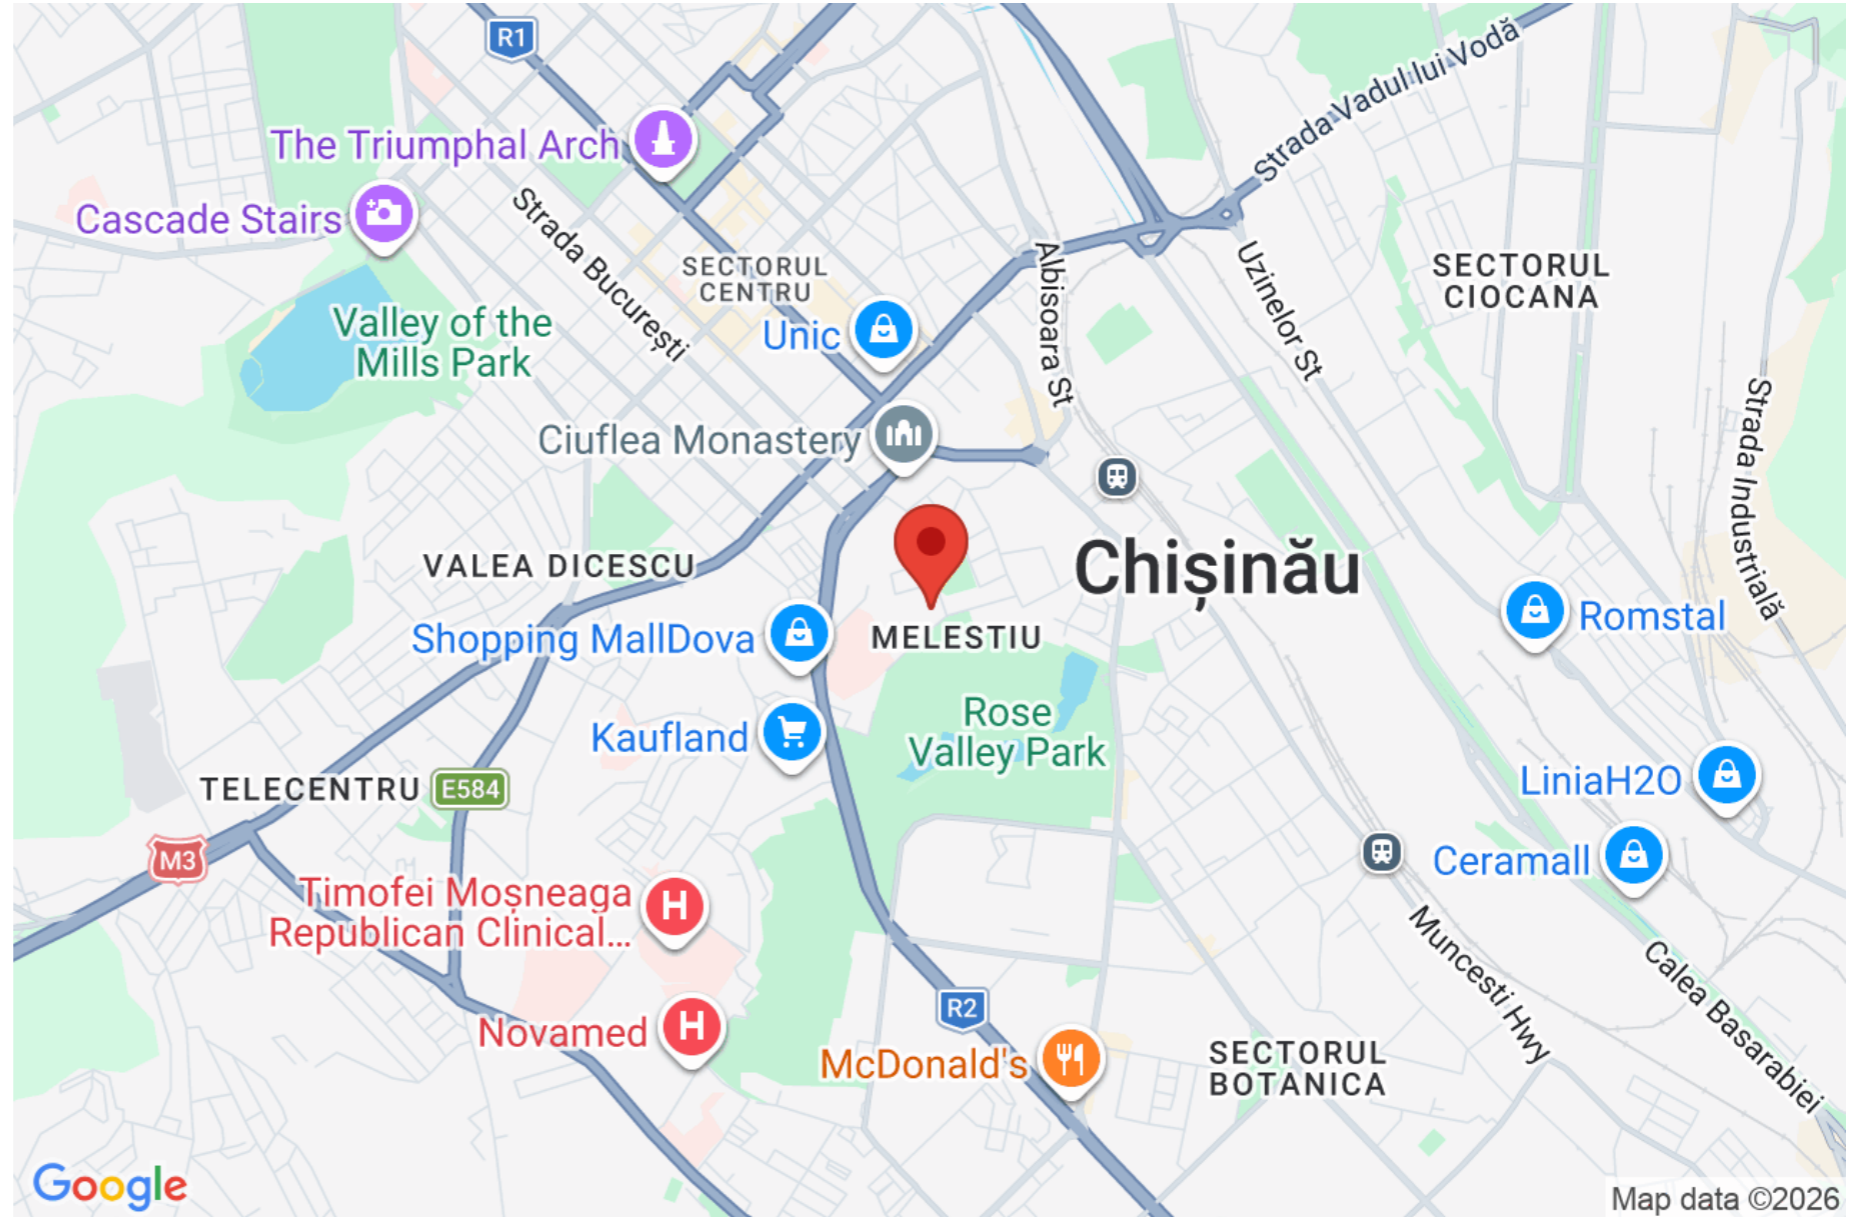 R1
Strada Vadul lui Vodă
The Triumphal Arch
Cascade Stairs
Strada București
SECTORUL
CENTRU
Albisoara St
Uzinelor St
SECTORUL
CIOCANA
Valley of the
Mills Park
Unic
Strada Industrială
Ciuflea Monastery
VALEA DICESCU
Chișinău
Shopping MallDova
MELESTIU
Romstal
Rose
Valley Park
Kaufland
TELECENTRU
E584
LiniaH2O
M3
Ceramall
Timofei Moșneaga
Republican Clinical...
H
Muncesti Hwy
Calea Basarabiei
R2
Novamed
H
McDonald's
SECTORUL
BOTANICA
Google
Map data ©2026